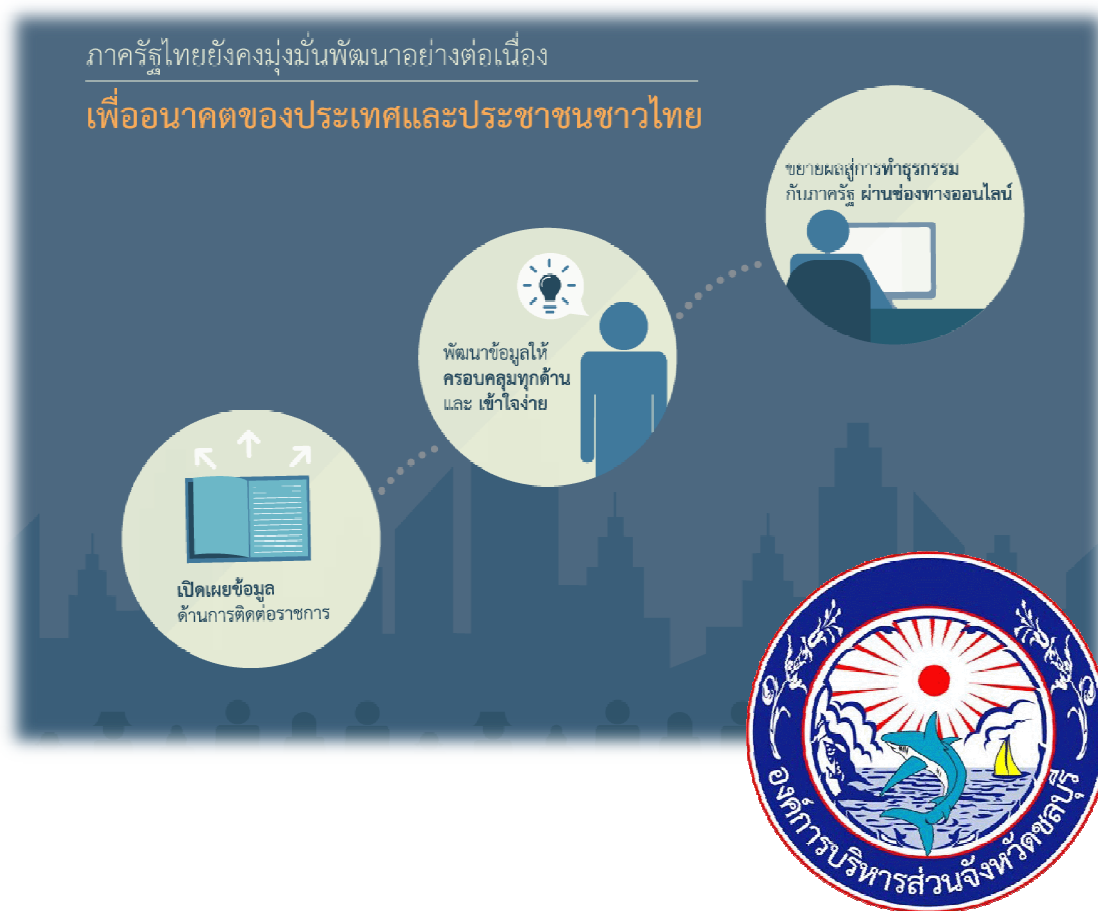 ภาครัฐไทยยังคงมุ่งมั่นพัฒนาอย่างต่อเนื่อง
เพื่ออนาคตของประเทศและประชาชนชาวไทย
ขยายผลสู่การทำธุรกรรม
กับภาครัฐ ผ่านช่องทางออนไลน์
พัฒนาข้อมูลให้
ครอบคลุมทุกด้าน
และ เข้าใจง่าย
เปิดเผยข้อมูล
ด้านการติดต่อราชการ
องค์การบริหารส่วนจังหวัดชลบุรี